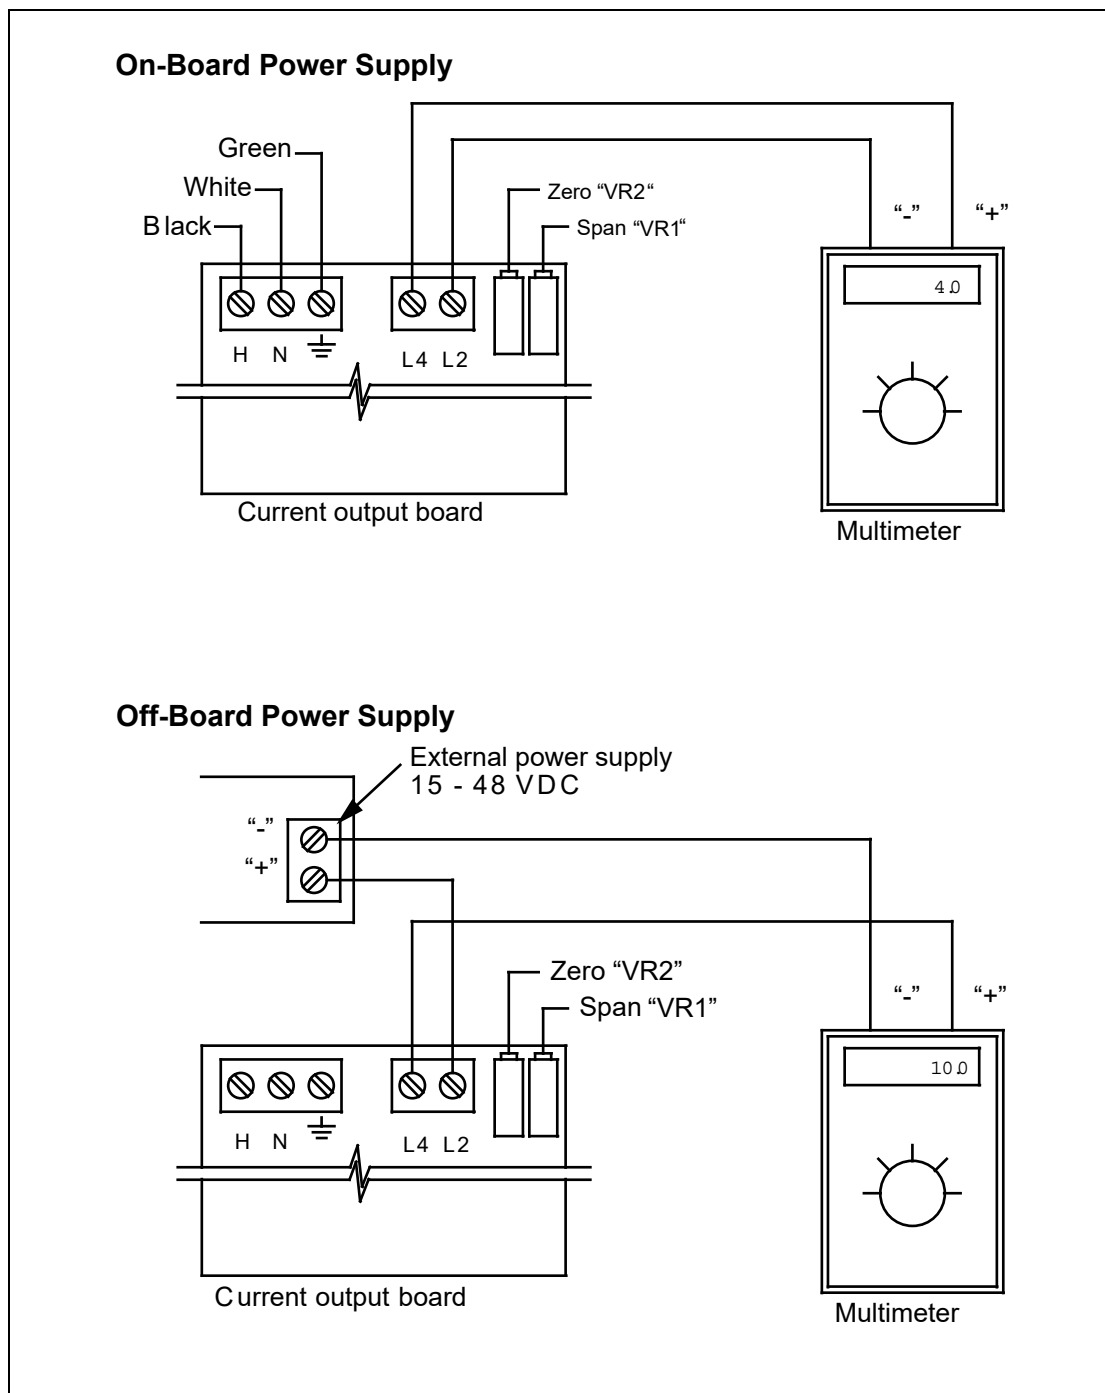 On-Board Power Supply
Green
White
Black
Zero “VR2“
Span “VR1“
“-” “+”
4.0
H N L4 L2
Current output board
Multimeter
Off-Board Power Supply
External power supply
15 - 48 VDC
“-”
“+”
Zero “VR2”
Span “VR1”
“-” “+”
10.0
H N L4 L2
Current output board
Multimeter